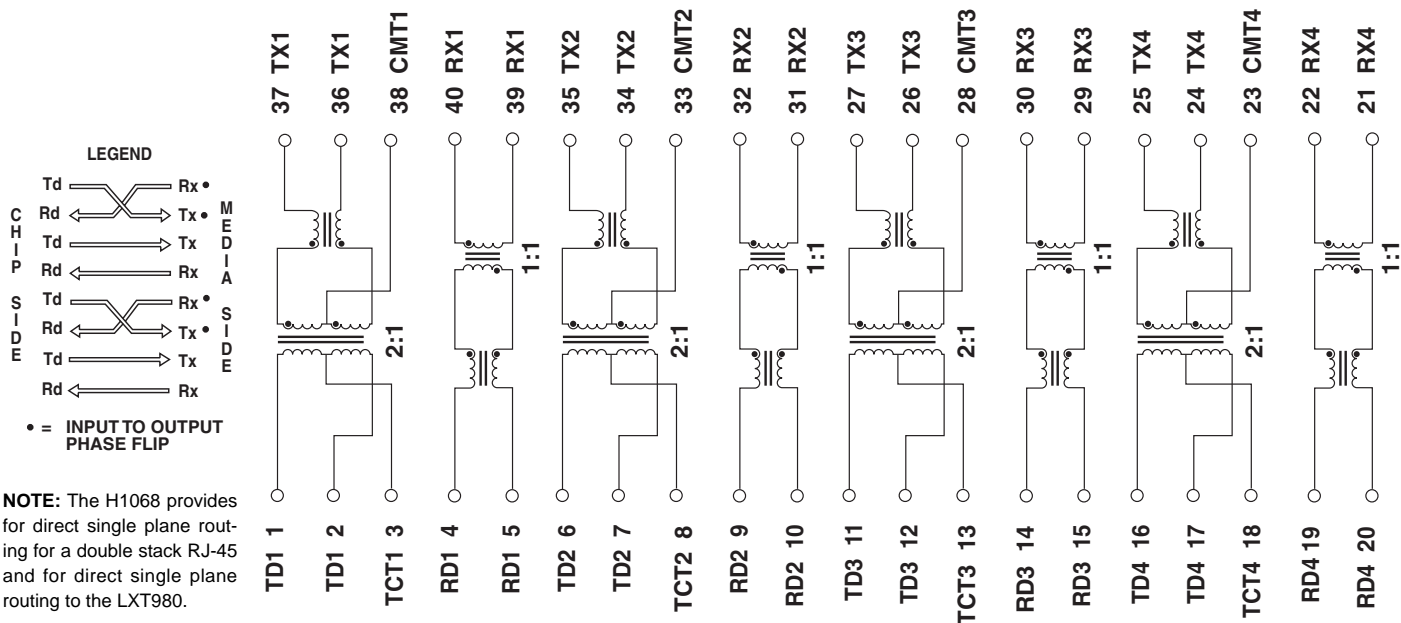 37 TX1
36 TX1
38 CMT1
40 RX1
39 RX1
35 TX2
34 TX2
33 CMT2
32 RX2
31 RX2
27 TX3
26 TX3
28 CMT3
30 RX3
29 RX3
25 TX4
24 TX4
23 CMT4
22 RX4
21 RX4
LEGEND
CHIP SIDE
MEDIA SIDE
Td Rx •
Rd Tx •
Td Tx
Rd Rx
Td Rx •
Rd Tx •
Td Tx
Rd Rx
• = INPUT TO OUTPUT
PHASE FLIP
2:1
1:1
2:1
1:1
2:1
1:1
2:1
1:1
NOTE: The H1068 provides
for direct single plane rout-
ing for a double stack RJ-45
and for direct single plane
routing to the LXT980.
TD1 1
TD1 2
TCT1 3
RD1 4
RD1 5
TD2 6
TD2 7
TCT2 8
RD2 9
RD2 10
TD3 11
TD3 12
TCT3 13
RD3 14
RD3 15
TD4 16
TD4 17
TCT4 18
RD4 19
RD4 20